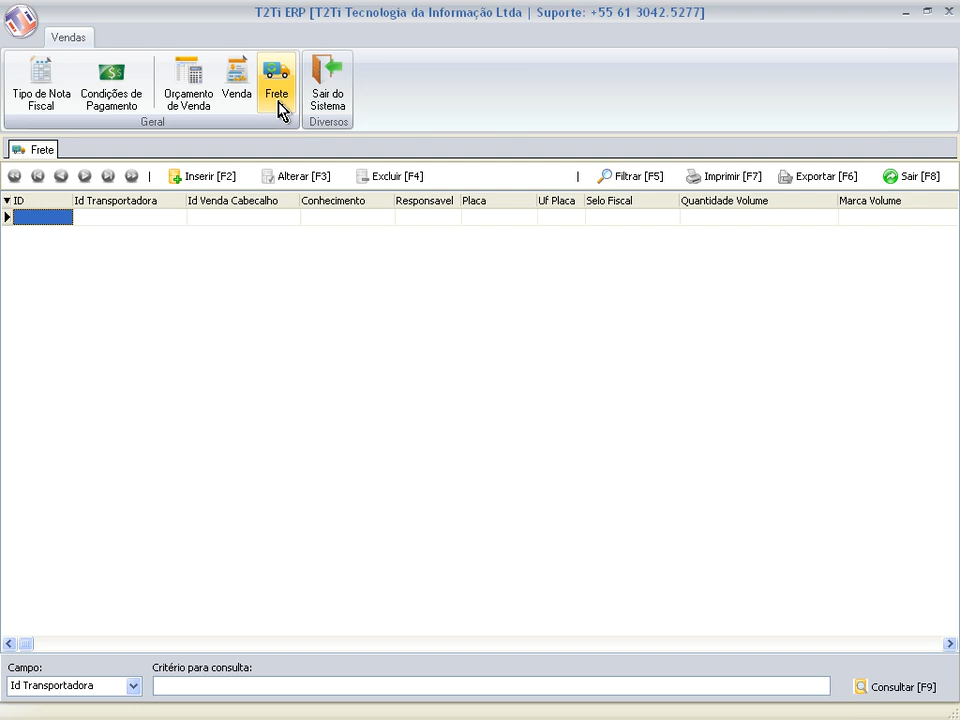 T2Ti ERP [T2Ti Tecnologia da Informação Ltda | Suporte: +55 61 3042.5277]
Vendas
Tipo de Nota Fiscal
Condições de Pagamento
Orçamento de Venda
Venda
Frete
Sair do Sistema
Geral
Diversos
Frete
Inserir [F2]
Alterar [F3]
Excluir [F4]
Filtrar [F5]
Imprimir [F7]
Exportar [F6]
Sair [F8]
ID
Id Transportadora
Id Venda Cabecalho
Conhecimento
Responsavel
Placa
Uf Placa
Selo Fiscal
Quantidade Volume
Marca Volume
Campo:
Critério para consulta:
Id Transportadora
Consultar [F9]